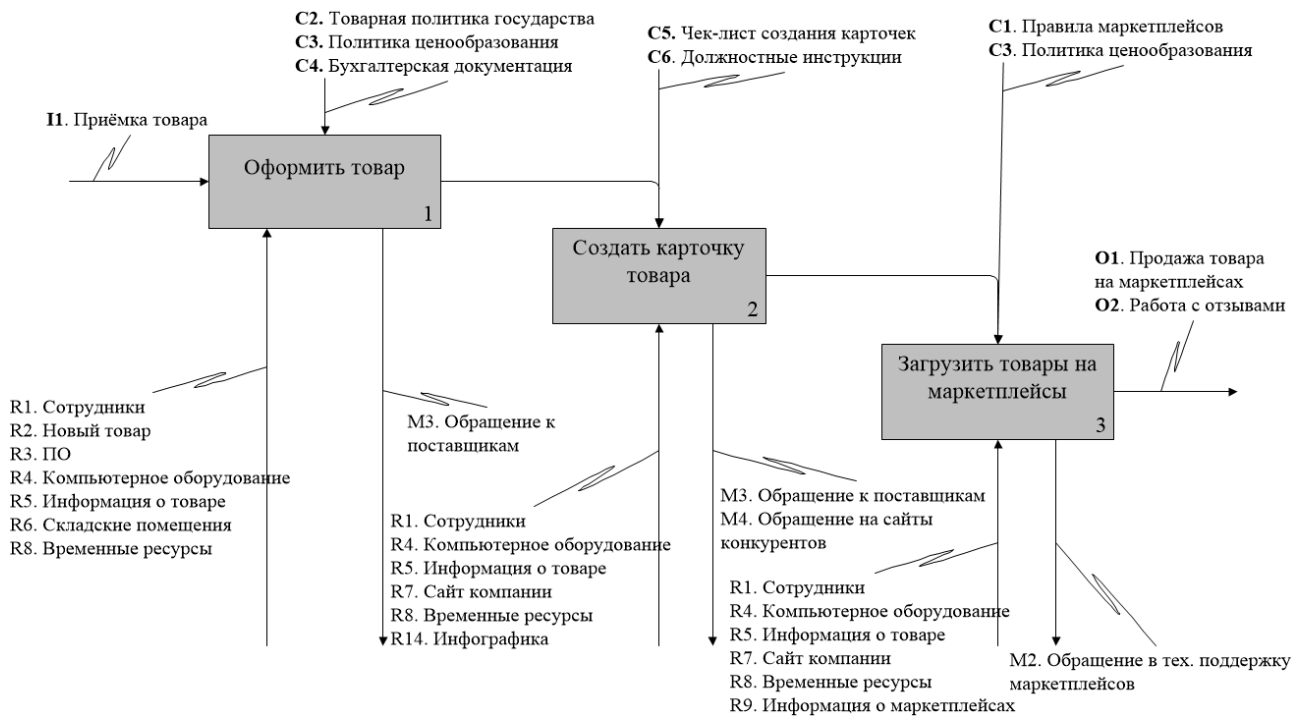 C2. Товарная политика государства
C3. Политика ценообразования
C4. Бухгалтерская документация
C5. Чек-лист создания карточек
C6. Должностные инструкции
C1. Правила маркетплейсов
C3. Политика ценообразования
I1. Приёмка товара
Оформить товар
1
Создать карточку
товара
2
O1. Продажа товара
на маркетплейсах
O2. Работа с отзывами
Загрузить товары на
маркетплейсы
3
R1. Сотрудники
R2. Новый товар
R3. ПО
R4. Компьютерное оборудование
R5. Информация о товаре
R6. Складские помещения
R8. Временные ресурсы
M3. Обращение к
поставщикам
R1. Сотрудники
R4. Компьютерное оборудование
R5. Информация о товаре
R7. Сайт компании
R8. Временные ресурсы
R14. Инфографика
M3. Обращение к поставщикам
M4. Обращение на сайты
конкурентов
R1. Сотрудники
R4. Компьютерное оборудование
R5. Информация о товаре
R7. Сайт компании
R8. Временные ресурсы
R9. Информация о маркетплейсах
M2. Обращение в тех. поддержку
маркетплейсов